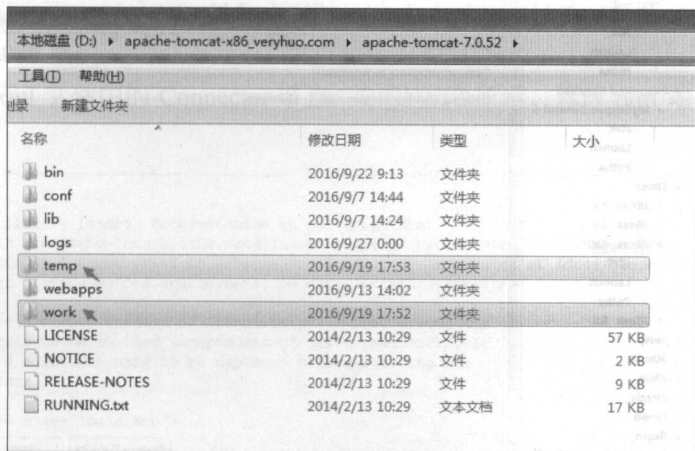 本地磁盘 (D:) ▸ apache-tomcat-x86_veryhuo.com ▸ apache-tomcat-7.0.52 ▸
工具(T) 帮助(H)
刻录 新建文件夹
名称 修改日期 类型 大小
bin 2016/9/22 9:13 文件夹
conf 2016/9/7 14:44 文件夹
lib 2016/9/7 14:24 文件夹
logs 2016/9/27 0:00 文件夹
temp 2016/9/19 17:53 文件夹
webapps 2016/9/13 14:02 文件夹
work 2016/9/19 17:52 文件夹
LICENSE 2014/2/13 10:29 文件 57 KB
NOTICE 2014/2/13 10:29 文件 2 KB
RELEASE-NOTES 2014/2/13 10:29 文件 9 KB
RUNNING.txt 2014/2/13 10:29 文本文档 17 KB